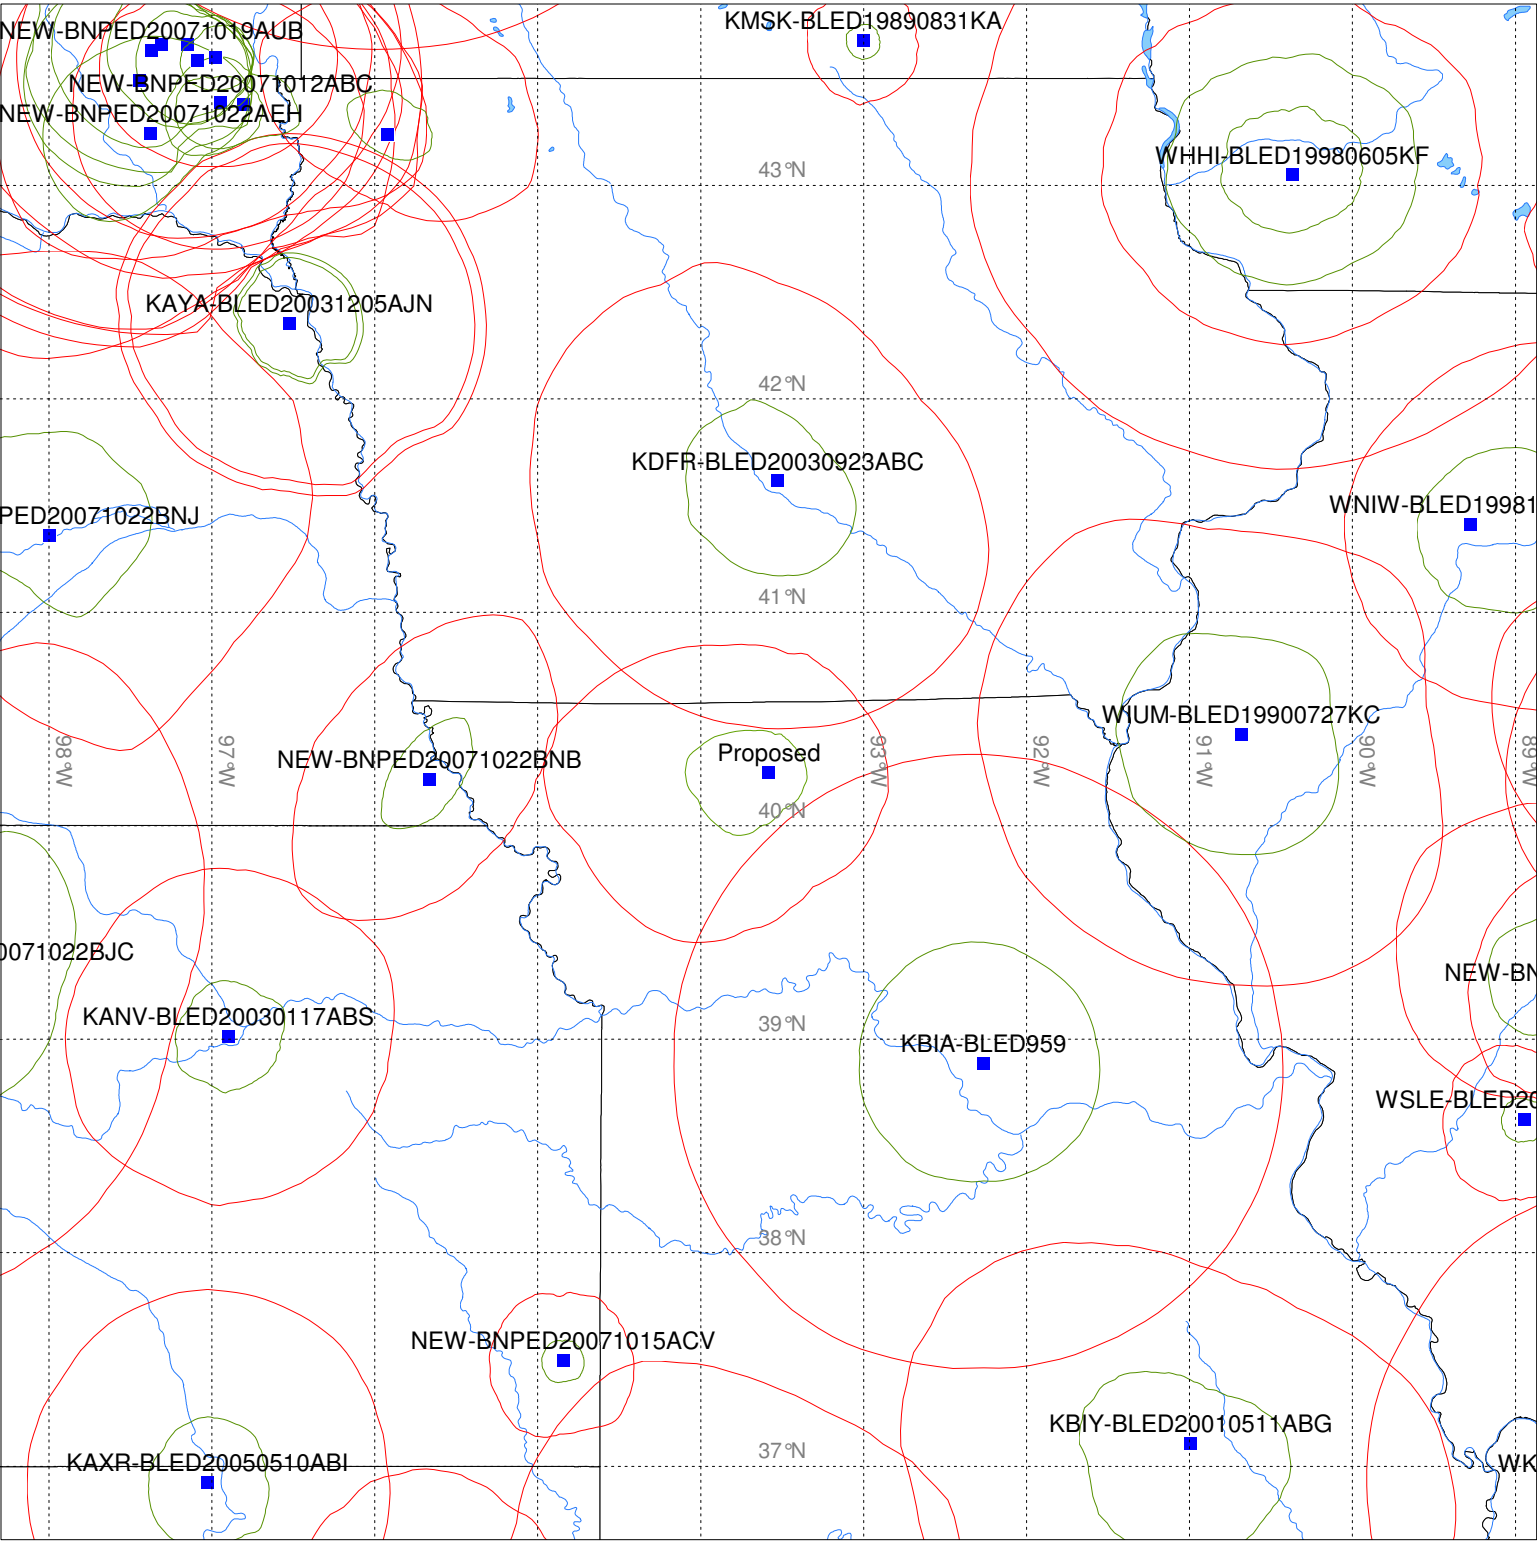 KMSK-BLED19890831KA
NEW-BNPED20071019AUB
NEW-BNPED20071012ABC
NEW-BNPED20071022AEH
WHHI-BLED19980605KF
43°N
KAYA-BLED20031205AJN
42°N
KDFR-BLED20030923ABC
WNIW-BLED19981
PED20071022BNJ
41°N
WIUM-BLED19900727KC
98°W
97°W
NEW-BNPED20071022BNB
Proposed
93°W
92°W
91°W
90°W
89°W
40°N
0071022BJC
NEW-BN
KANV-BLED20030117ABS
39°N
KBIA-BLED959
WSLE-BLED20
38°N
NEW-BNPED20071015ACV
KBIY-BLED20010511ABG
37°N
KAXR-BLED20050510ABI
WK